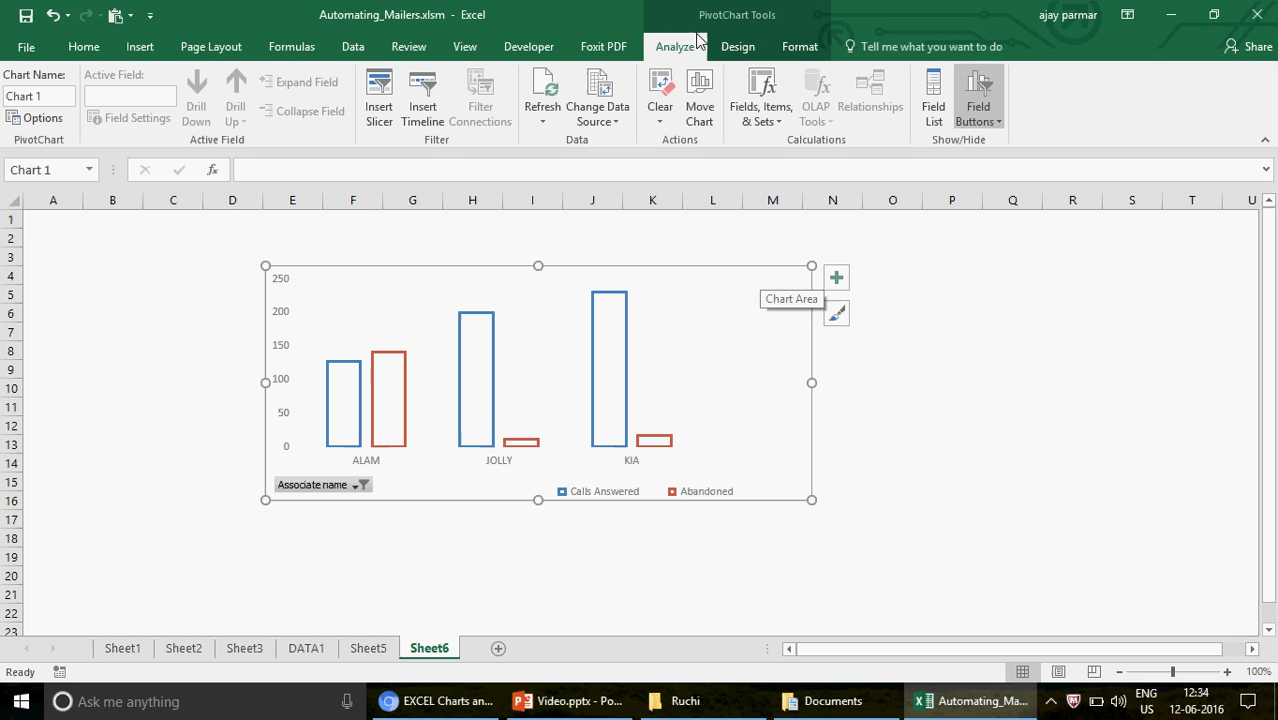 Automating_Mailers.xlsm - Excel
PivotChart Tools
ajay parmar
File Home Insert Page Layout Formulas Data Review View Developer Foxit PDF Analyze Design Format Tell me what you want to do Share
Chart Name:
Chart 1
Options
PivotChart
Active Field:
Field Settings
Drill Down
Drill Up
Expand Field
Collapse Field
Active Field
Insert Slicer
Insert Timeline
Filter Connections
Filter
Refresh
Change Data Source
Data
Clear
Move Chart
Actions
Fields, Items, & Sets
OLAP Tools
Relationships
Calculations
Field List
Field Buttons
Show/Hide
Chart 1
fx
A B C D E F G H I J K L M N O P Q R S T U
1
2
3
4
5
6
7
8
9
10
11
12
13
14
15
16
17
18
19
20
21
22
23
250
200
150
100
50
0
Chart Area
ALAM JOLLY KIA
Associate name
Calls Answered Abandoned
Sheet1 Sheet2 Sheet3 DATA1 Sheet5 Sheet6
Ready
100%
Ask me anything
EXCEL Charts an...
Video.pptx - Po...
Ruchi
Documents
Automating_Ma...
ENG
US
12:34
12-06-2016